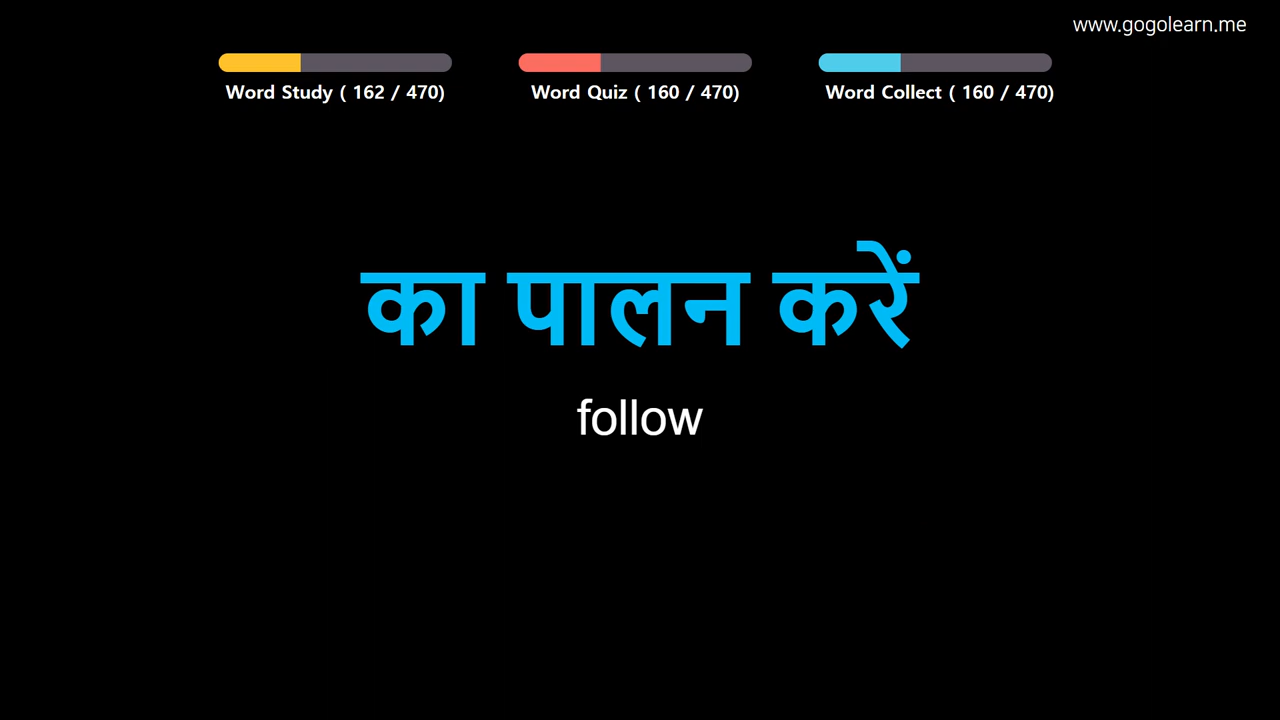 www.gogolearn.me
Word Study ( 162 / 470)
Word Quiz ( 160 / 470)
Word Collect ( 160 / 470)
का पालन करें
follow